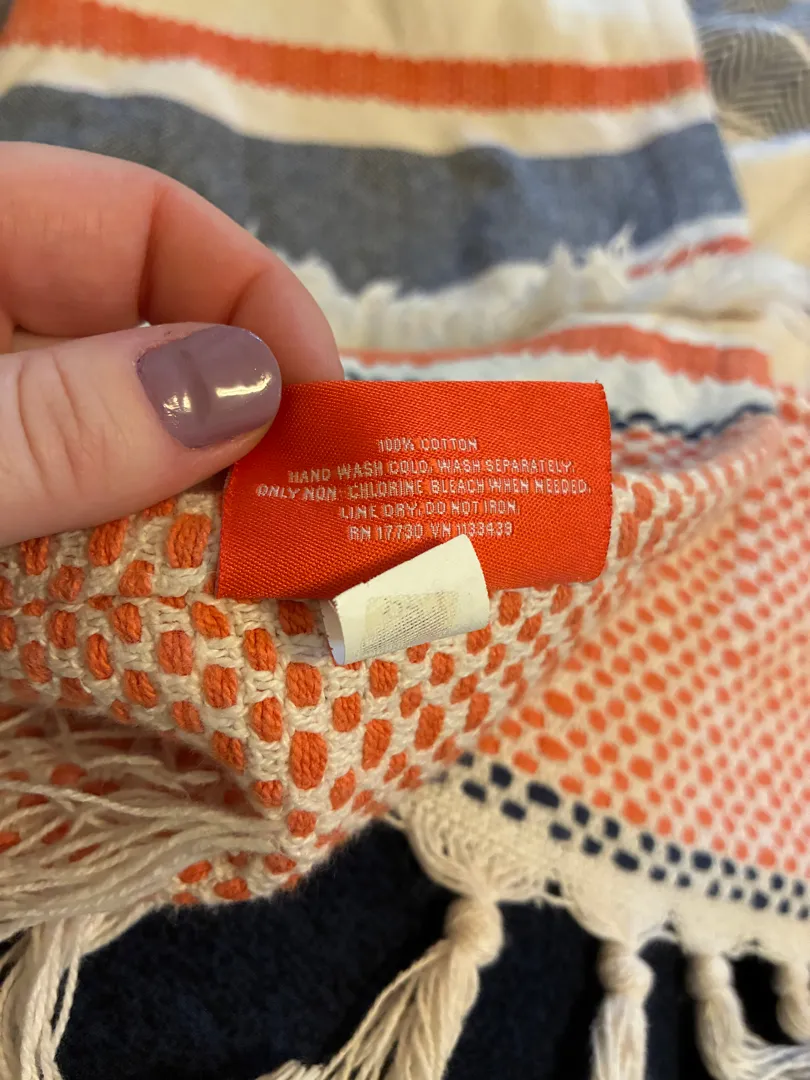 100% COTTON
HAND WASH COLD, WASH SEPARATELY.
ONLY NON-CHLORINE BLEACH WHEN NEEDED.
LINE DRY, DO NOT IRON.
RN 17730 VN 1133439